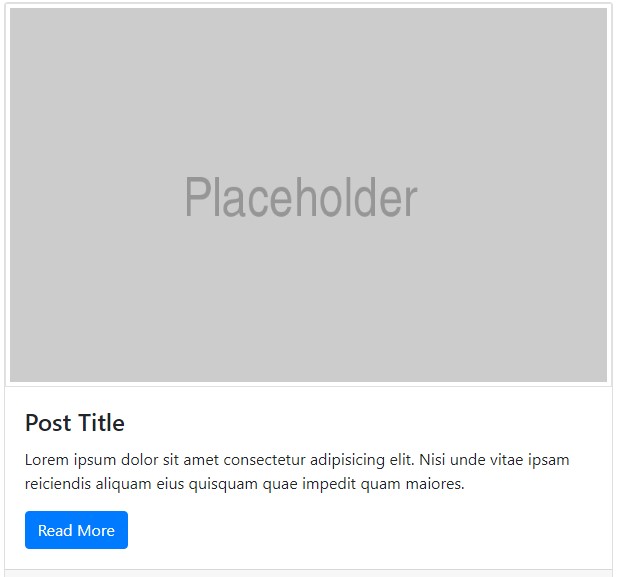 Placeholder
Post Title
Lorem ipsum dolor sit amet consectetur adipisicing elit. Nisi unde vitae ipsam
reiciendis aliquam eius quisquam quae impedit quam maiores.
Read More